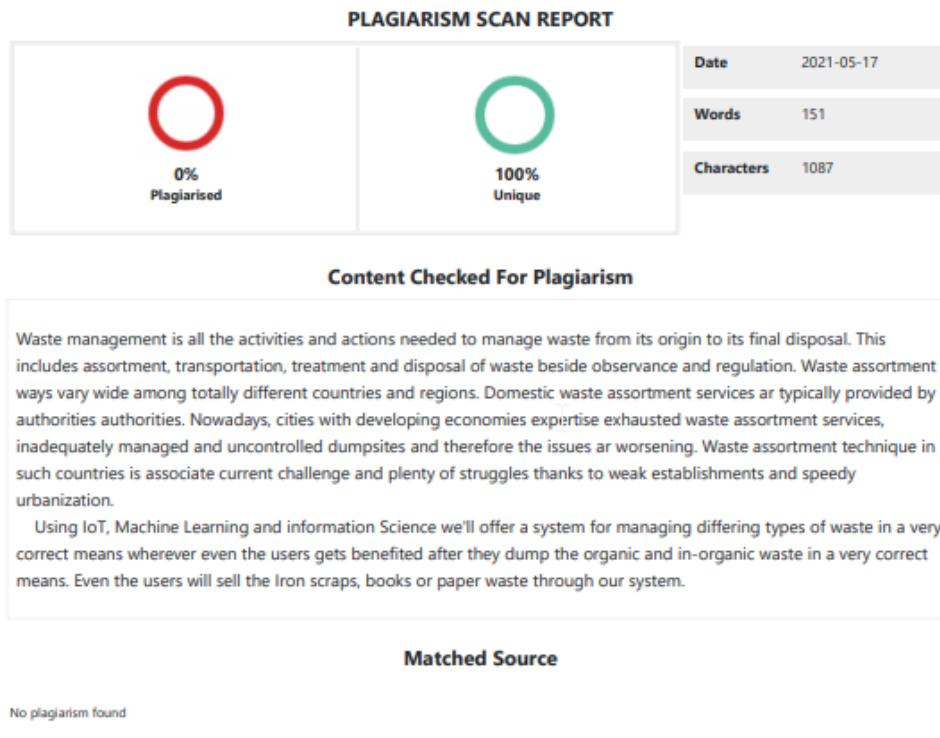 PLAGIARISM SCAN REPORT
0%
Plagiarised
100%
Unique
Date 2021-05-17
Words 151
Characters 1087
Content Checked For Plagiarism
Waste management is all the activities and actions needed to manage waste from its origin to its final disposal. This
includes assortment, transportation, treatment and disposal of waste beside observance and regulation. Waste assortment
ways vary wide among totally different countries and regions. Domestic waste assortment services ar typically provided by
authorities authorities. Nowadays, cities with developing economies expertise exhausted waste assortment services,
inadequately managed and uncontrolled dumpsites and therefore the issues ar worsening. Waste assortment technique in
such countries is associate current challenge and plenty of struggles thanks to weak establishments and speedy
urbanization.
Using IoT, Machine Learning and information Science we'll offer a system for managing differing types of waste in a very
correct means wherever even the users gets benefited after they dump the organic and in-organic waste in a very correct
means. Even the users will sell the Iron scraps, books or paper waste through our system.
Matched Source
No plagiarism found